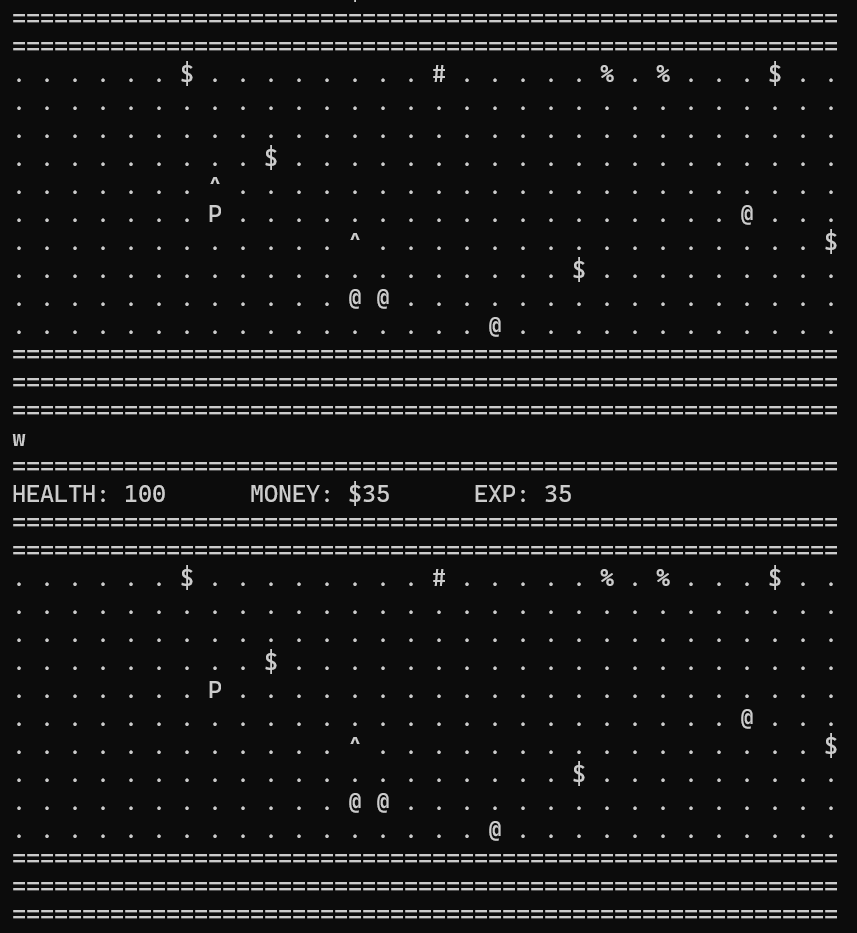 ===========================================================
===========================================================
. . . . . . $ . . . . . . . . # . . . . . % . % . . . $ . .
. . . . . . . . . . . . . . . . . . . . . . . . . . . . . .
. . . . . . . . . . . . . . . . . . . . . . . . . . . . . .
. . . . . . . . . $ . . . . . . . . . . . . . . . . . . . .
. . . . . . . ^ . . . . . . . . . . . . . . . . . . . . . .
. . . . . . . P . . . . . . . . . . . . . . . . . . @ . . .
. . . . . . . . . . . . ^ . . . . . . . . . . . . . . . . $
. . . . . . . . . . . . . . . . . . . . $ . . . . . . . . .
. . . . . . . . . . . . @ @ . . . . . . . . . . . . . . . .
. . . . . . . . . . . . . . . . . @ . . . . . . . . . . . .
===========================================================
===========================================================
===========================================================
w
===========================================================
HEALTH: 100      MONEY: $35      EXP: 35
===========================================================
===========================================================
. . . . . . $ . . . . . . . . # . . . . . % . % . . . $ . .
. . . . . . . . . . . . . . . . . . . . . . . . . . . . . .
. . . . . . . . . . . . . . . . . . . . . . . . . . . . . .
. . . . . . . . . $ . . . . . . . . . . . . . . . . . . . .
. . . . . . . P . . . . . . . . . . . . . . . . . . . . . .
. . . . . . . . . . . . . . . . . . . . . . . . . . @ . . .
. . . . . . . . . . . . ^ . . . . . . . . . . . . . . . . $
. . . . . . . . . . . . . . . . . . . . $ . . . . . . . . .
. . . . . . . . . . . . @ @ . . . . . . . . . . . . . . . .
. . . . . . . . . . . . . . . . . @ . . . . . . . . . . . .
===========================================================
===========================================================
===========================================================